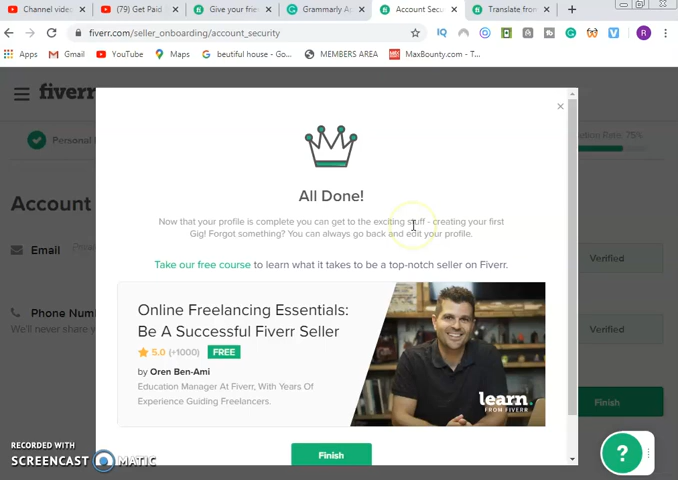 Channel video
(79) Get Paid
Give your frie
Grammarly A
Account Secu
Translate from
fiverr.com/seller_onboarding/account_security
R
Apps
Gmail
YouTube
Maps
beutiful house - Go...
MEMBERS AREA
MaxBounty.com - T...
fiverr
Personal I
Rate: 75%
Account
All Done!
Now that your profile is complete you can get to the exciting stuff - creating your first
Gig! Forgot something? You can always go back and edit your profile.
Email
Verified
Take our free course to learn what it takes to be a top-notch seller on Fiverr.
Online Freelancing Essentials:
Be A Successful Fiverr Seller
5.0 (+1000) FREE
by Oren Ben-Ami
Education Manager At Fiverr, With Years Of
Experience Guiding Freelancers.
learn.
FROM FIVERR
Phone Num
We'll never share y
Verified
Finish
Finish
RECORDED WITH
SCREENCAST MATIC
?